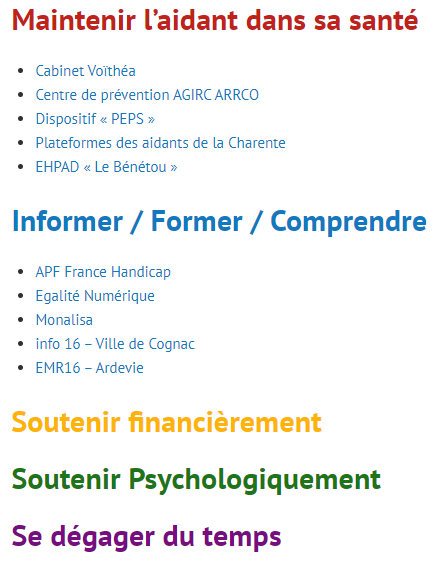 Maintenir l’aidant dans sa santé
Cabinet Voïthéa
Centre de prévention AGIRC ARRCO
Dispositif « PEPS »
Plateformes des aidants de la Charente
EHPAD « Le Bénétou »
Informer / Former / Comprendre
APF France Handicap
Egalité Numérique
Monalisa
info 16 – Ville de Cognac
EMR16 – Ardevie
Soutenir financièrement
Soutenir Psychologiquement
Se dégager du temps